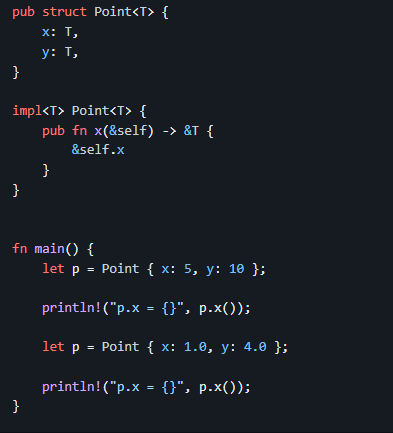 pub struct Point<T> {
    x: T,
    y: T,
}

impl<T> Point<T> {
    pub fn x(&self) -> &T {
        &self.x
    }
}


fn main() {
    let p = Point { x: 5, y: 10 };

    println!("p.x = {}", p.x());

    let p = Point { x: 1.0, y: 4.0 };

    println!("p.x = {}", p.x());
}